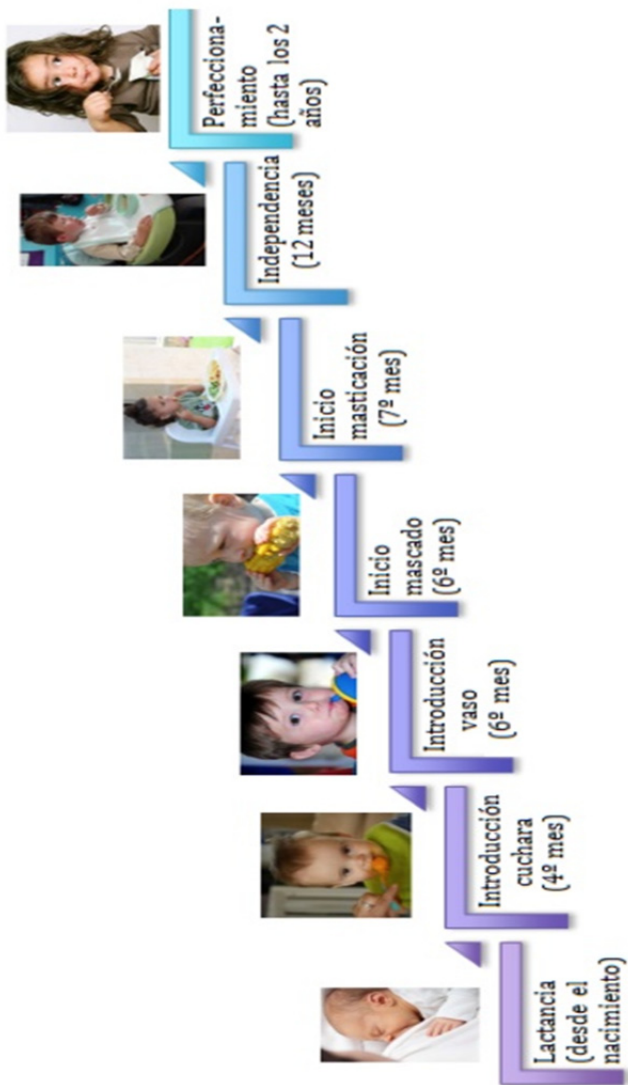 Lactancia
(desde el
nacimiento)
Introducción
cuchara
(4º mes)
Introducción
vaso
(6º mes)
Inicio
mascado
(6º mes)
Inicio
masticación
(7º mes)
Independencia
(12 meses)
Perfecciona-
miento
(hasta los 2
años)